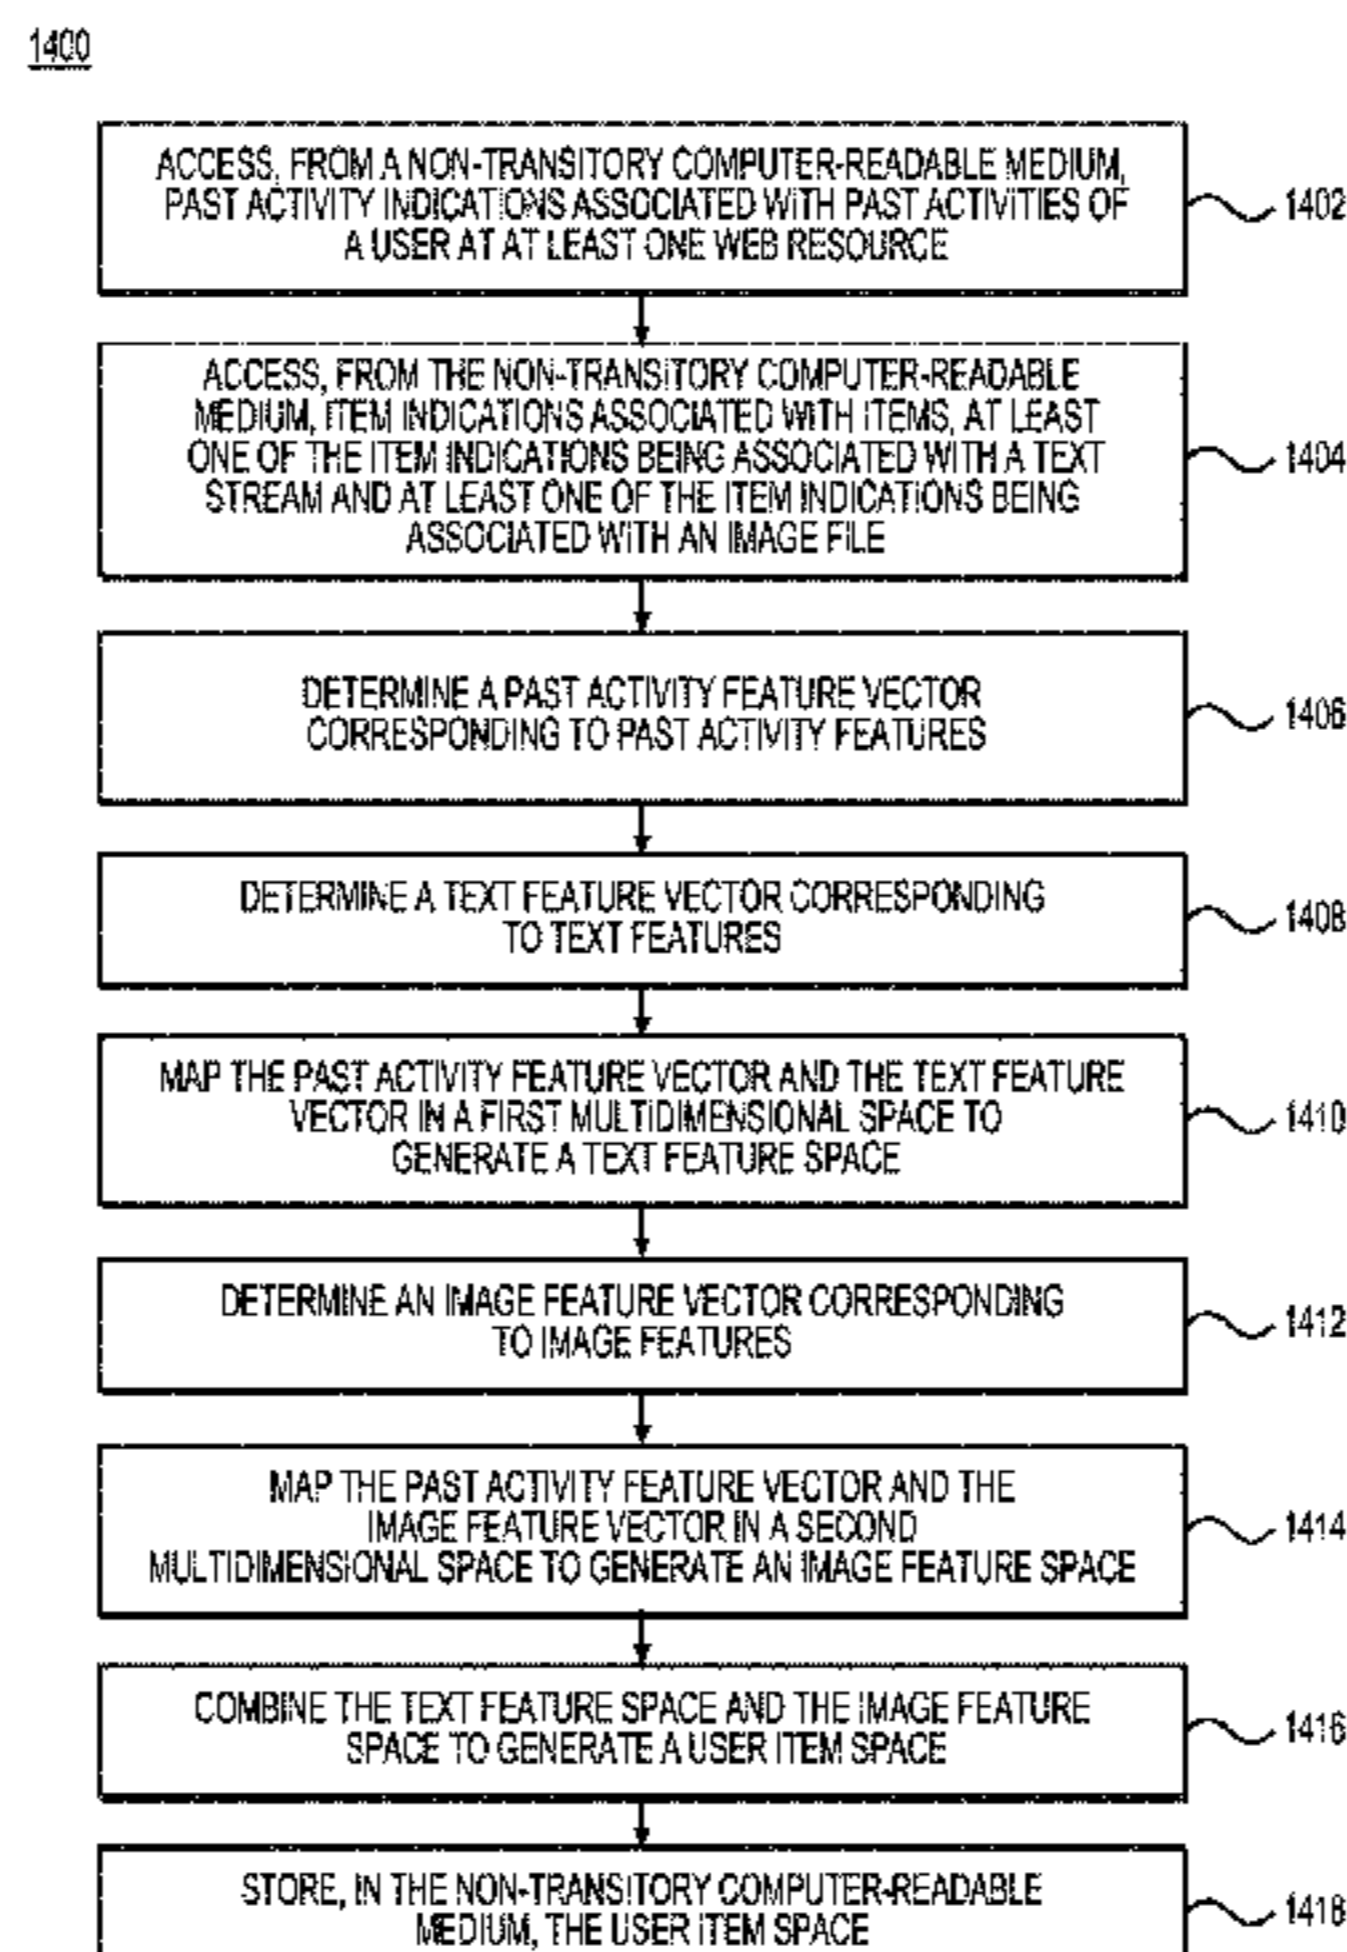 1400
ACCESS, FROM A NON-TRANSITORY COMPUTER-READABLE MEDIUM,
PAST ACTIVITY INDICATIONS ASSOCIATED WITH PAST ACTIVITIES OF
A USER AT AT LEAST ONE WEB RESOURCE
1402
ACCESS, FROM THE NON-TRANSITORY COMPUTER-READABLE
MEDIUM, ITEM INDICATIONS ASSOCIATED WITH ITEMS, AT LEAST
ONE OF THE ITEM INDICATIONS BEING ASSOCIATED WITH A TEXT
STREAM AND AT LEAST ONE OF THE ITEM INDICATIONS BEING
ASSOCIATED WITH AN IMAGE FILE
1404
DETERMINE A PAST ACTIVITY FEATURE VECTOR
CORRESPONDING TO PAST ACTIVITY FEATURES
1406
DETERMINE A TEXT FEATURE VECTOR CORRESPONDING
TO TEXT FEATURES
1408
MAP THE PAST ACTIVITY FEATURE VECTOR AND THE TEXT FEATURE
VECTOR IN A FIRST MULTIDIMENSIONAL SPACE TO
GENERATE A TEXT FEATURE SPACE
1410
DETERMINE AN IMAGE FEATURE VECTOR CORRESPONDING
TO IMAGE FEATURES
1412
MAP THE PAST ACTIVITY FEATURE VECTOR AND THE
IMAGE FEATURE VECTOR IN A SECOND
MULTIDIMENSIONAL SPACE TO GENERATE AN IMAGE FEATURE SPACE
1414
COMBINE THE TEXT FEATURE SPACE AND THE IMAGE FEATURE
SPACE TO GENERATE A USER ITEM SPACE
1416
STORE, IN THE NON-TRANSITORY COMPUTER-READABLE
MEDIUM, THE USER ITEM SPACE
1418